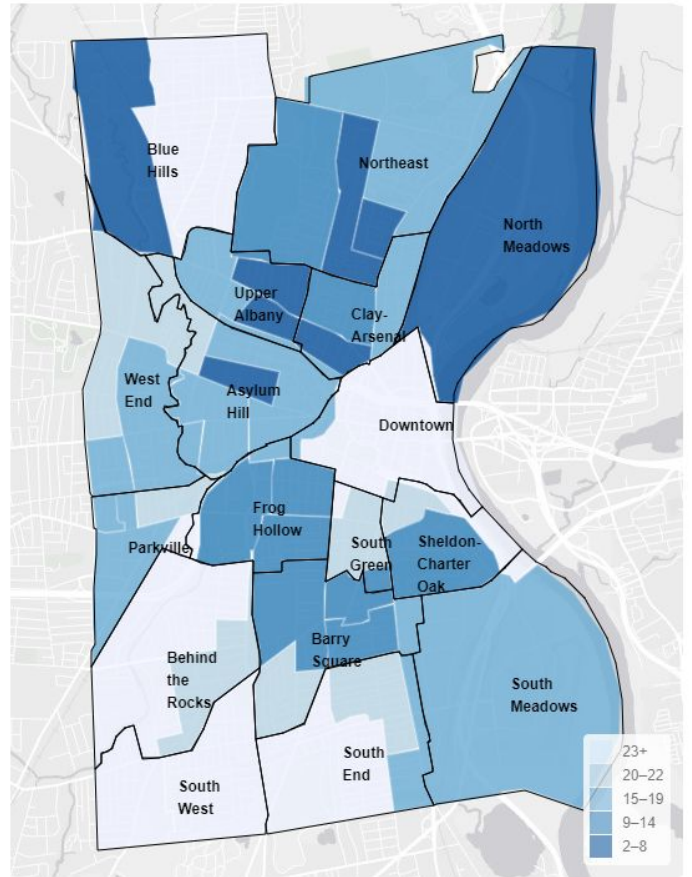 Blue
Hills
Northeast
North
Meadows
Upper
Albany
Clay-
Arsenal
West
End
Asylum
Hill
Downtown
Frog
Hollow
Parkville
South
Green
Sheldon-
Charter
Oak
Barry
Square
Behind
the
Rocks
South
Meadows
South
End
South
West
23+
20–22
15–19
9–14
2–8